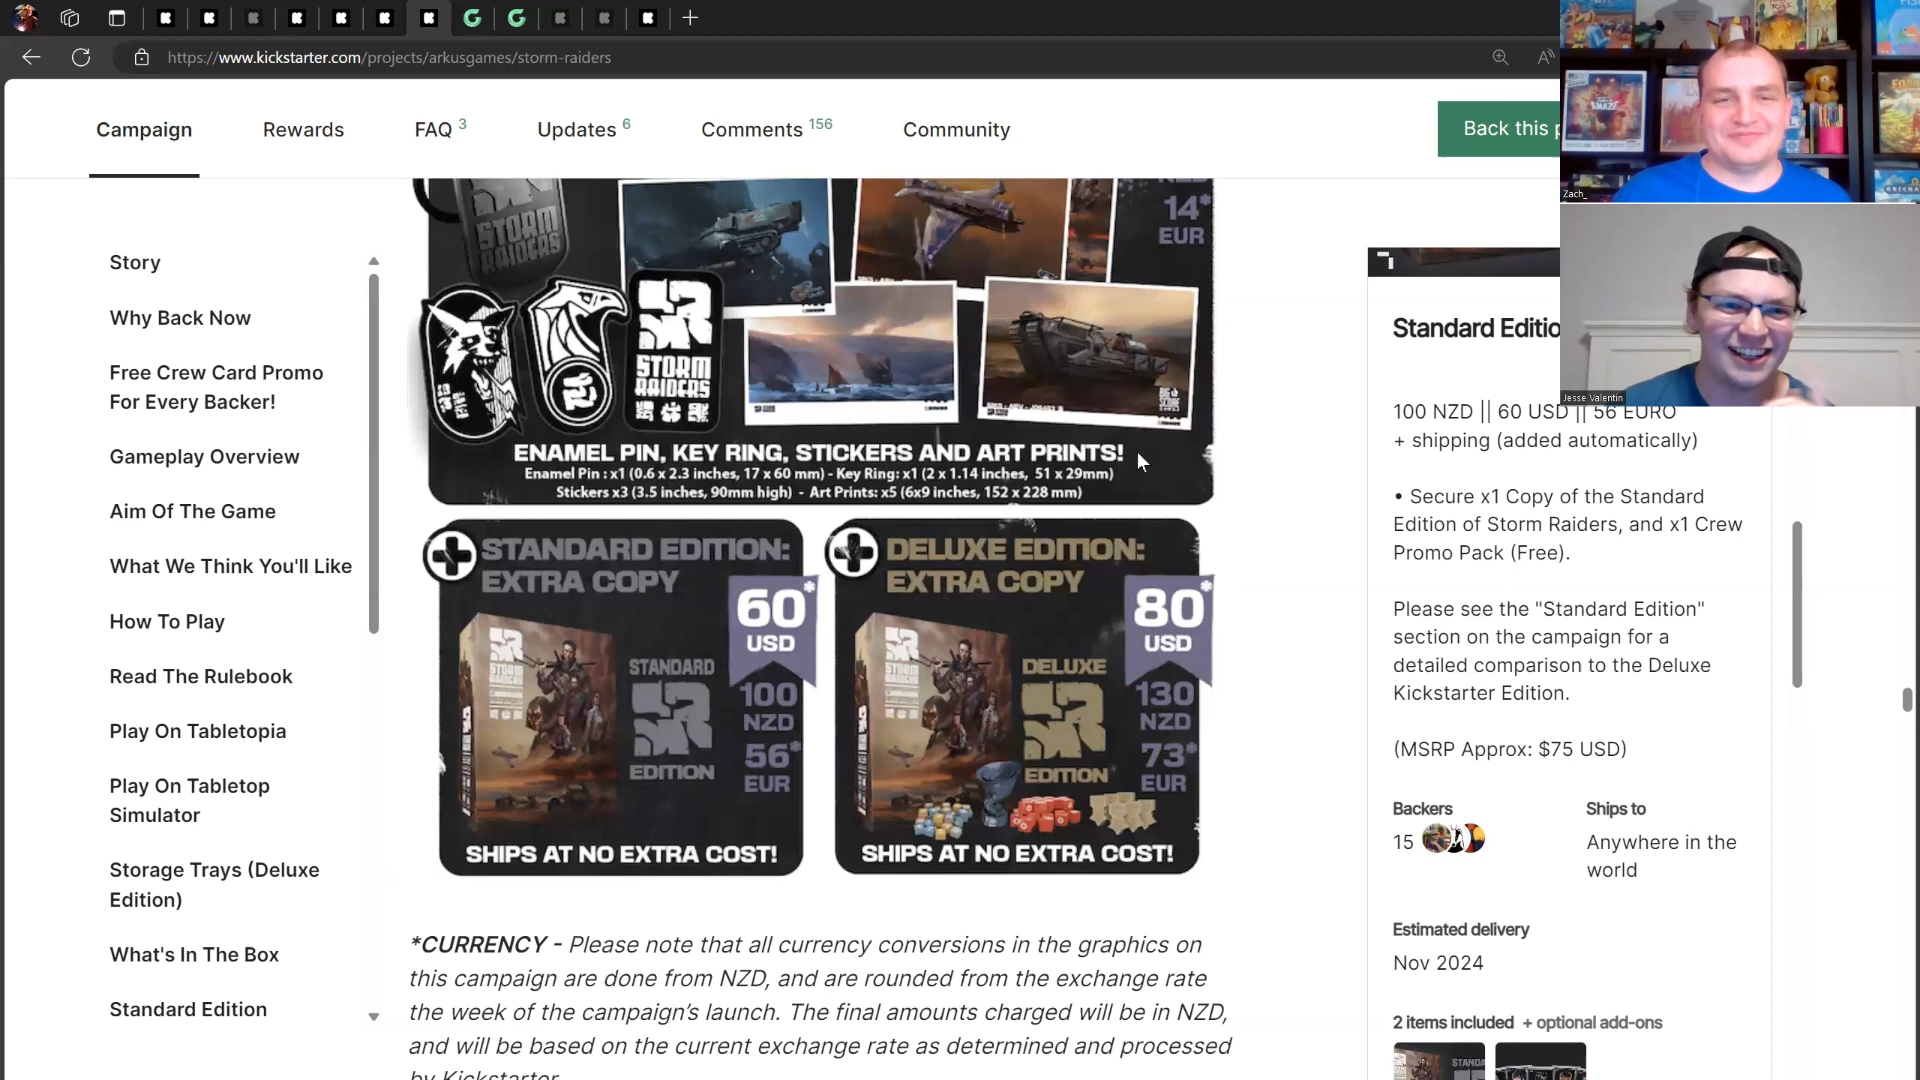 https://www.kickstarter.com/projects/arkusgames/storm-raiders
Campaign
Rewards
FAQ 3
Updates 6
Comments 156
Community
Back this p
Zach_
Jesse Valentin
Story
Why Back Now
Free Crew Card Promo
For Every Backer!
Gameplay Overview
Aim Of The Game
What We Think You'll Like
How To Play
Read The Rulebook
Play On Tabletopia
Play On Tabletop
Simulator
Storage Trays (Deluxe
Edition)
What's In The Box
Standard Edition
STORM
RAIDERS
14*
EUR
STORM
RAIDERS
ENAMEL PIN, KEY RING, STICKERS AND ART PRINTS!
Enamel Pin : x1 (0.6 x 2.3 inches, 17 x 60 mm) - Key Ring: x1 (2 x 1.14 inches, 51 x 29mm)
Stickers x3 (3.5 inches, 90mm high) - Art Prints: x5 (6x9 inches, 152 x 228 mm)
STANDARD EDITION:
EXTRA COPY
60*
USD
100
NZD
56*
EUR
STORM
RAIDERS
STANDARD
EDITION
SHIPS AT NO EXTRA COST!
DELUXE EDITION:
EXTRA COPY
80*
USD
130
NZD
73*
EUR
STORM
RAIDERS
DELUXE
EDITION
SHIPS AT NO EXTRA COST!
*CURRENCY - Please note that all currency conversions in the graphics on
this campaign are done from NZD, and are rounded from the exchange rate
the week of the campaign's launch. The final amounts charged will be in NZD,
and will be based on the current exchange rate as determined and processed
by Kickstarter.
Standard Editio
100 NZD || 60 USD || 56 EURO
+ shipping (added automatically)
• Secure x1 Copy of the Standard
Edition of Storm Raiders, and x1 Crew
Promo Pack (Free).
Please see the "Standard Edition"
section on the campaign for a
detailed comparison to the Deluxe
Kickstarter Edition.
(MSRP Approx: $75 USD)
Backers
15
Ships to
Anywhere in the
world
Estimated delivery
Nov 2024
2 items included + optional add-ons